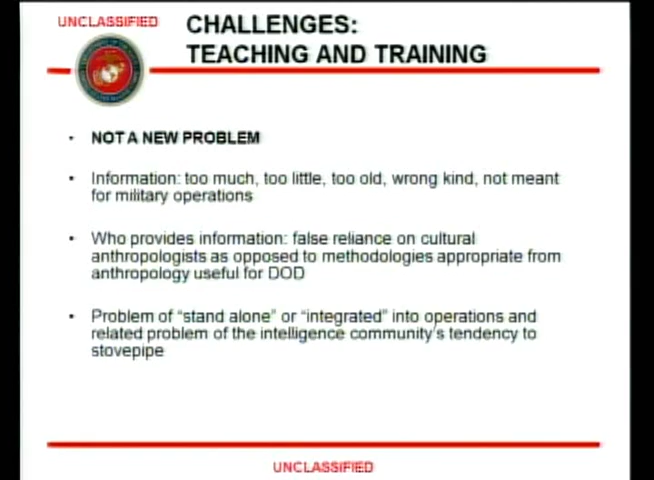 UNCLASSIFIED
CHALLENGES:
TEACHING AND TRAINING
• NOT A NEW PROBLEM
• Information: too much, too little, too old, wrong kind, not meant
for military operations
• Who provides information: false reliance on cultural
anthropologists as opposed to methodologies appropriate from
anthropology useful for DOD
• Problem of "stand alone" or "integrated" into operations and
related problem of the intelligence community's tendency to
stovepipe
UNCLASSIFIED